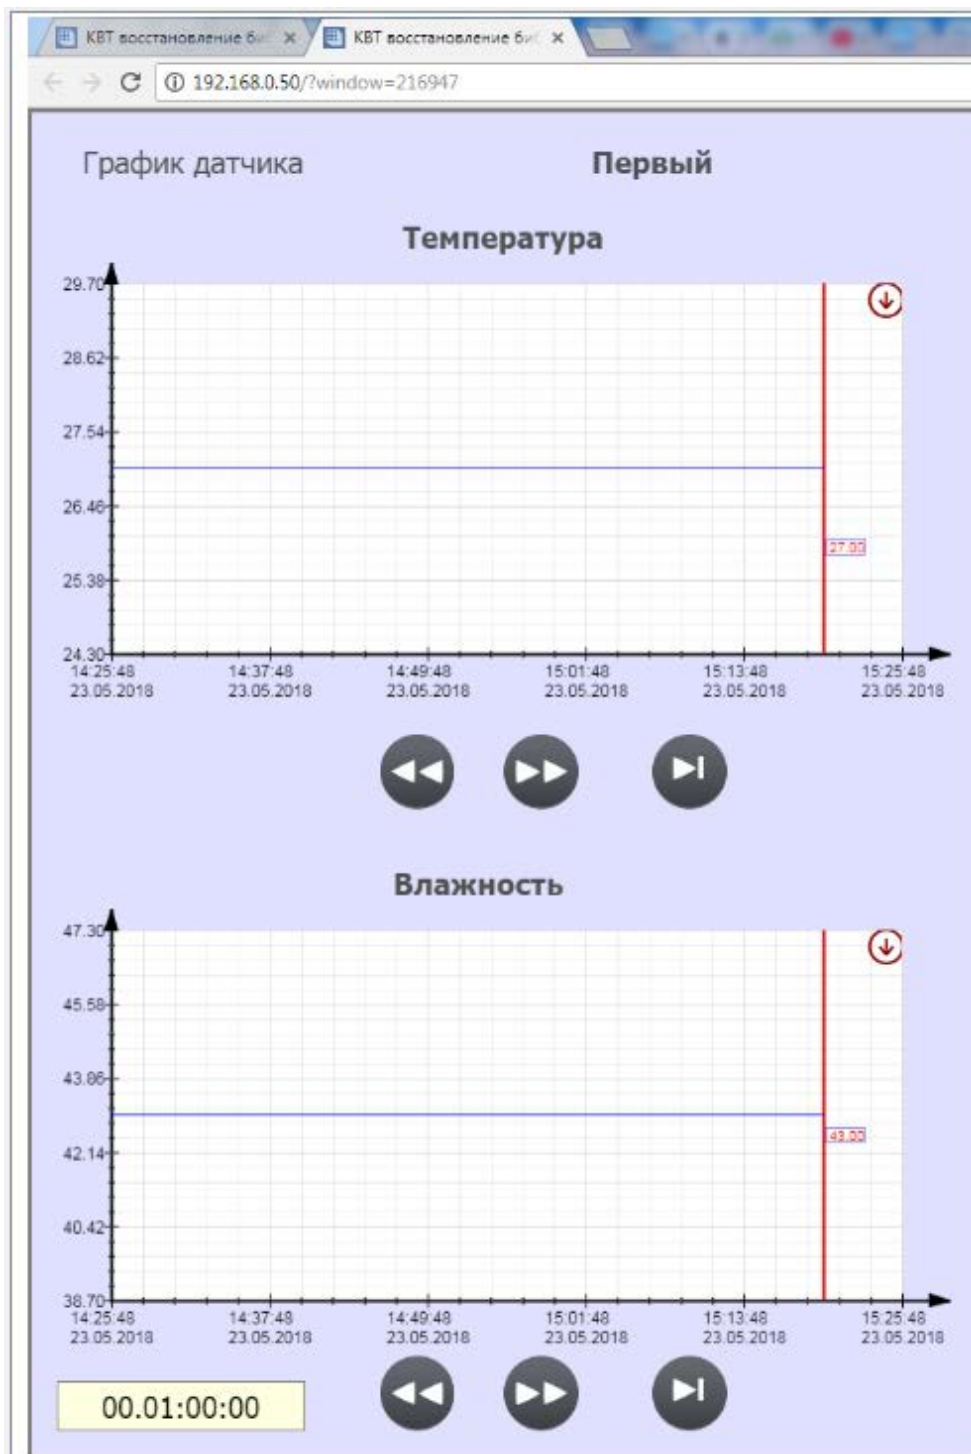 КВТ восстановление би
КВТ восстановление би
192.168.0.50/?window=216947
График датчика Первый
Температура
29.70
28.62
27.54
26.46
27.00
25.38
24.30
14:25:48 14:37:48 14:49:48 15:01:48 15:13:48 15:25:48
23.05.2018 23.05.2018 23.05.2018 23.05.2018 23.05.2018 23.05.2018
Влажность
47.30
45.58
43.86
43.00
42.14
40.42
38.70
14:25:48 14:37:48 14:49:48 15:01:48 15:13:48 15:25:48
23.05.2018 23.05.2018 23.05.2018 23.05.2018 23.05.2018 23.05.2018
00.01:00:00